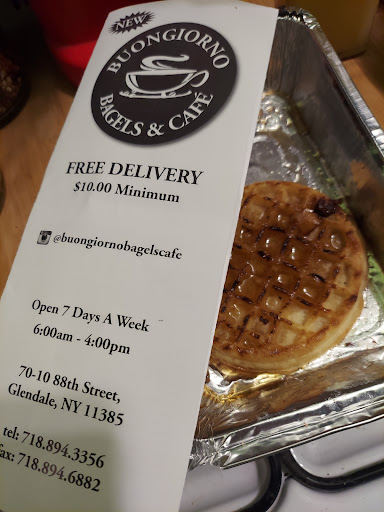 NEW
BUONGIORNO
BAGELS & CAFÉ
FREE DELIVERY
$10.00 Minimum
@buongiornobagelscafe
Open 7 Days A Week
6:00am - 4:00pm
70-10 88th Street,
Glendale, NY 11385
tel: 718.894.3356
fax: 718.894.6882